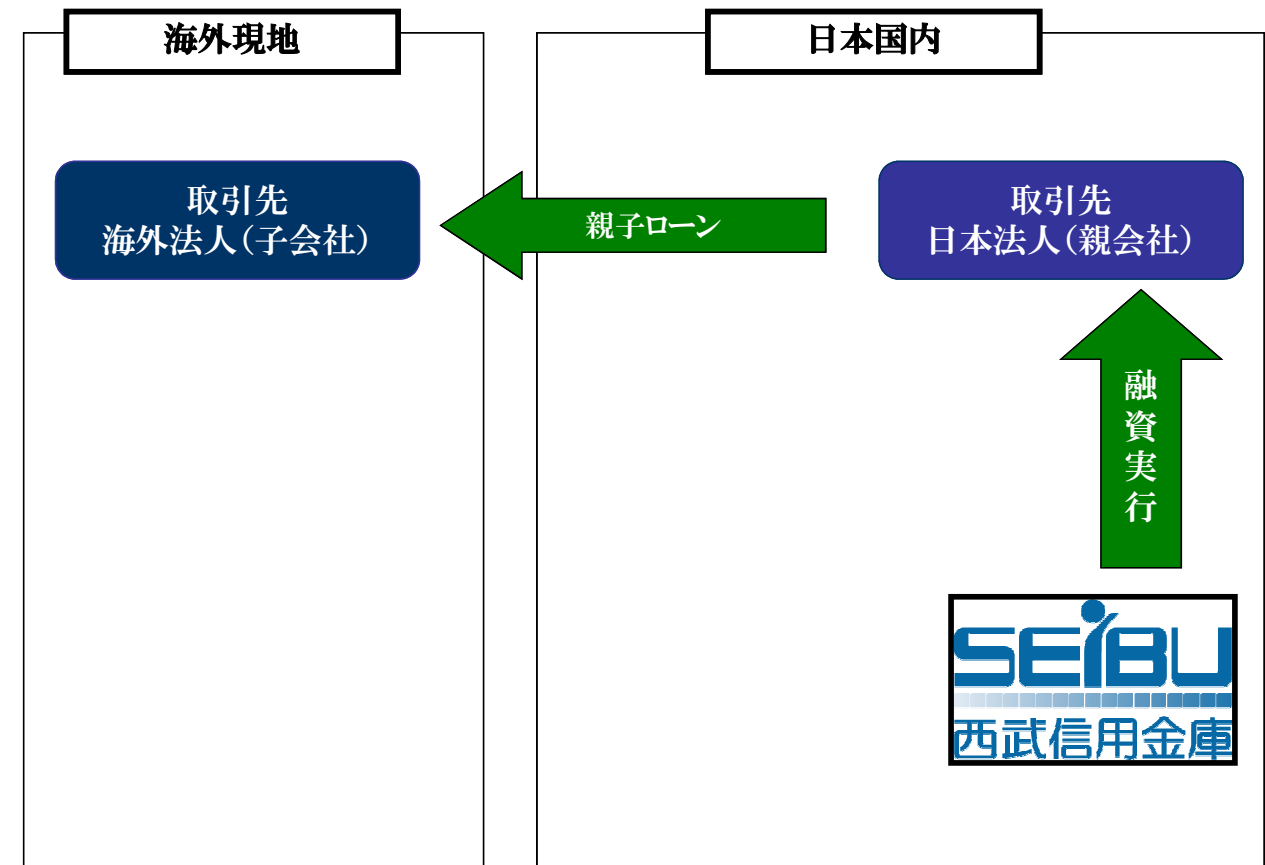 海外現地
日本国内
取引先
海外法人（子会社）
親子ローン
取引先
日本法人（親会社）
融資実行
SEiBU
西武信用金庫